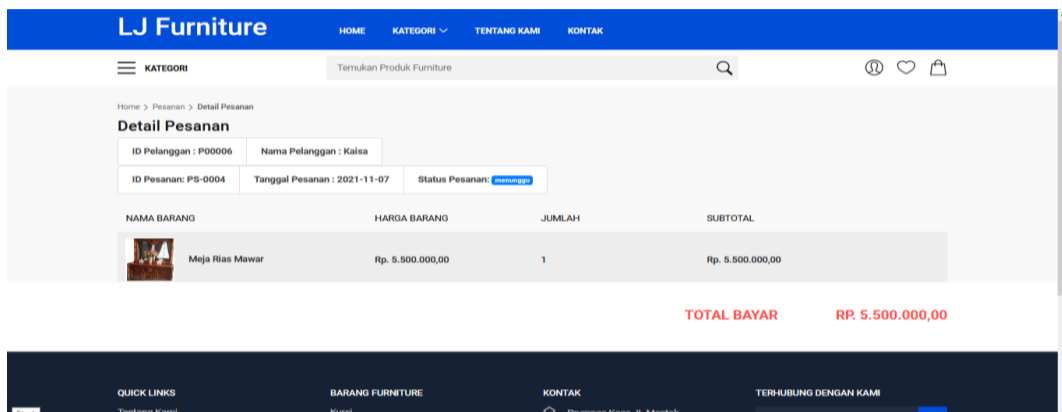 LJ Furniture
HOME KATEGORI TENTANG KAMI KONTAK
KATEGORI
Temukan Produk Furniture
Home > Pesanan > Detail Pesanan
Detail Pesanan
ID Pelanggan : P00006 Nama Pelanggan : Kaisa
ID Pesanan: PS-0004 Tanggal Pesanan : 2021-11-07 Status Pesanan: menunggu
NAMA BARANG HARGA BARANG JUMLAH SUBTOTAL
Meja Rias Mawar Rp. 5.500.000,00 1 Rp. 5.500.000,00
TOTAL BAYAR RP. 5.500.000,00
QUICK LINKS BARANG FURNITURE KONTAK TERHUBUNG DENGAN KAMI
Tentang Kami Kursi